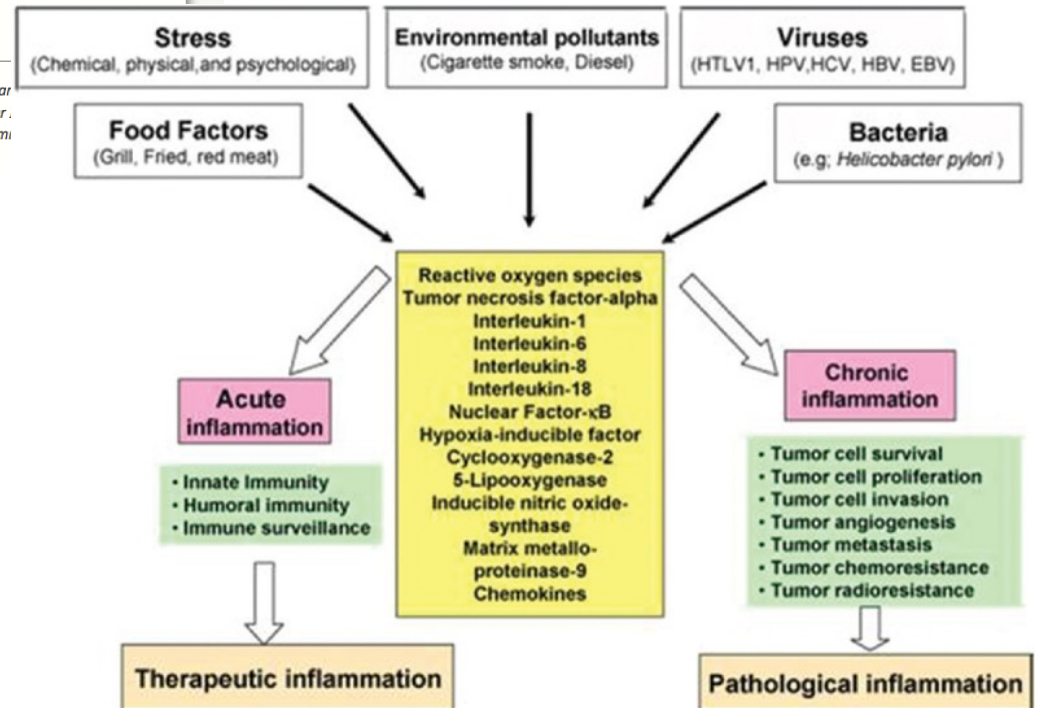 Stress
(Chemical, physical,and psychological)
Environmental pollutants
(Cigarette smoke, Diesel)
Viruses
(HTLV1, HPV,HCV, HBV, EBV)
Food Factors
(Grill, Fried, red meat)
Bacteria
(e.g; Helicobacter pylori )
Reactive oxygen species
Tumor necrosis factor-alpha
Interleukin-1
Interleukin-6
Interleukin-8
Interleukin-18
Nuclear Factor-κB
Hypoxia-inducible factor
Cyclooxygenase-2
5-Lipooxygenase
Inducible nitric oxide-
synthase
Matrix metallo-
proteinase-9
Chemokines
Acute
inflammation
• Innate Immunity
• Humoral immunity
• Immune surveillance
Therapeutic inflammation
Chronic
inflammation
• Tumor cell survival
• Tumor cell proliferation
• Tumor cell invasion
• Tumor angiogenesis
• Tumor metastasis
• Tumor chemoresistance
• Tumor radioresistance
Pathological inflammation